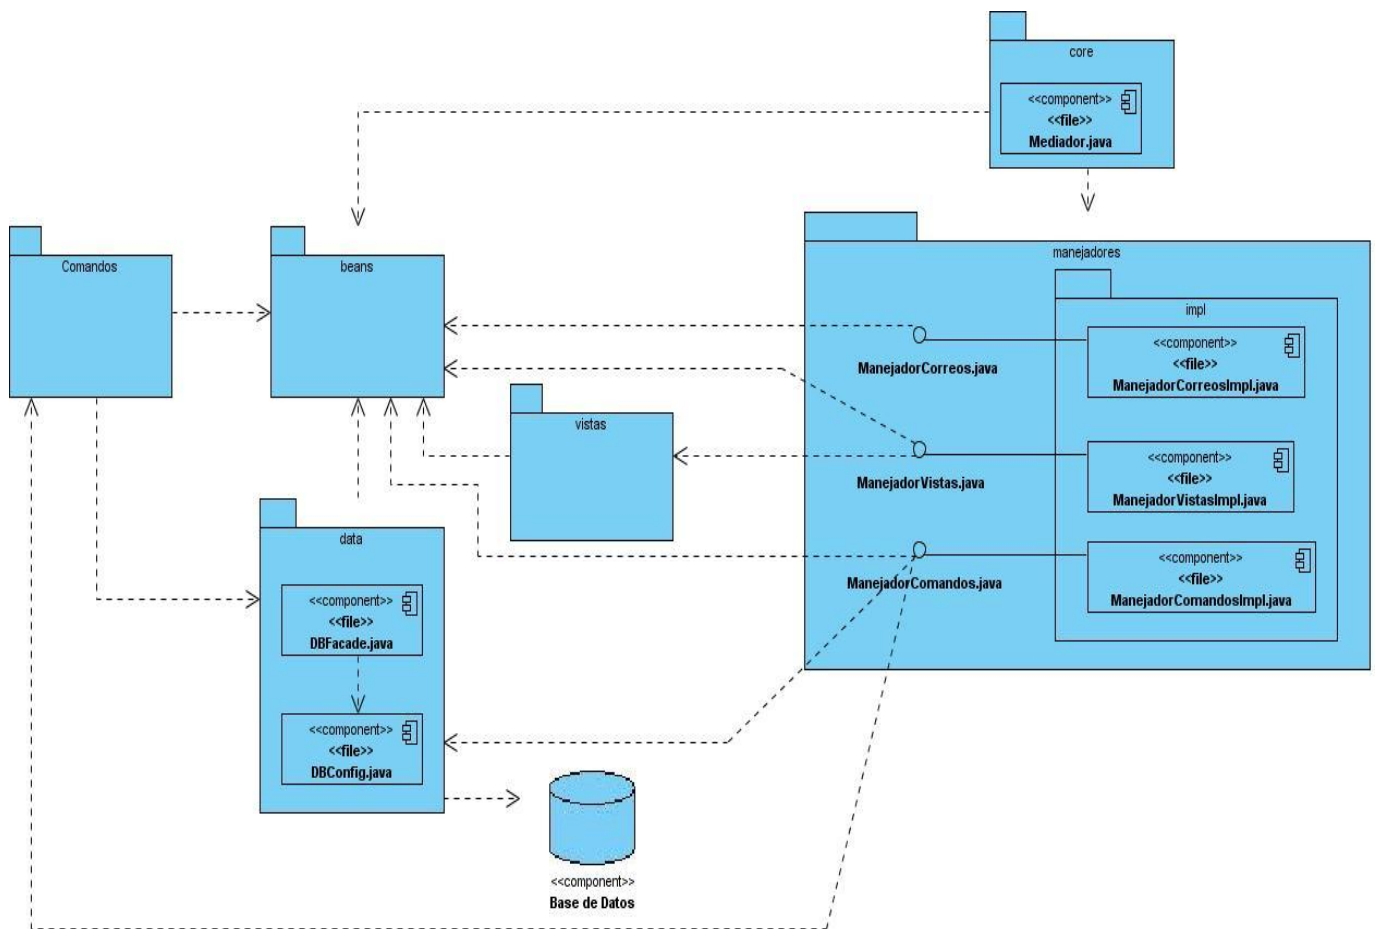 core
<<component>>
<<file>>
Mediador.java
Comandos
beans
manejadores
impl
<<component>>
<<file>>
ManejadorCorreosImpl.java
ManejadorCorreos.java
vistas
<<component>>
<<file>>
ManejadorVistasImpl.java
ManejadorVistas.java
data
<<component>>
<<file>>
ManejadorComandosImpl.java
ManejadorComandos.java
<<component>>
<<file>>
DBFacade.java
<<component>>
<<file>>
DBConfig.java
<<component>>
Base de Datos